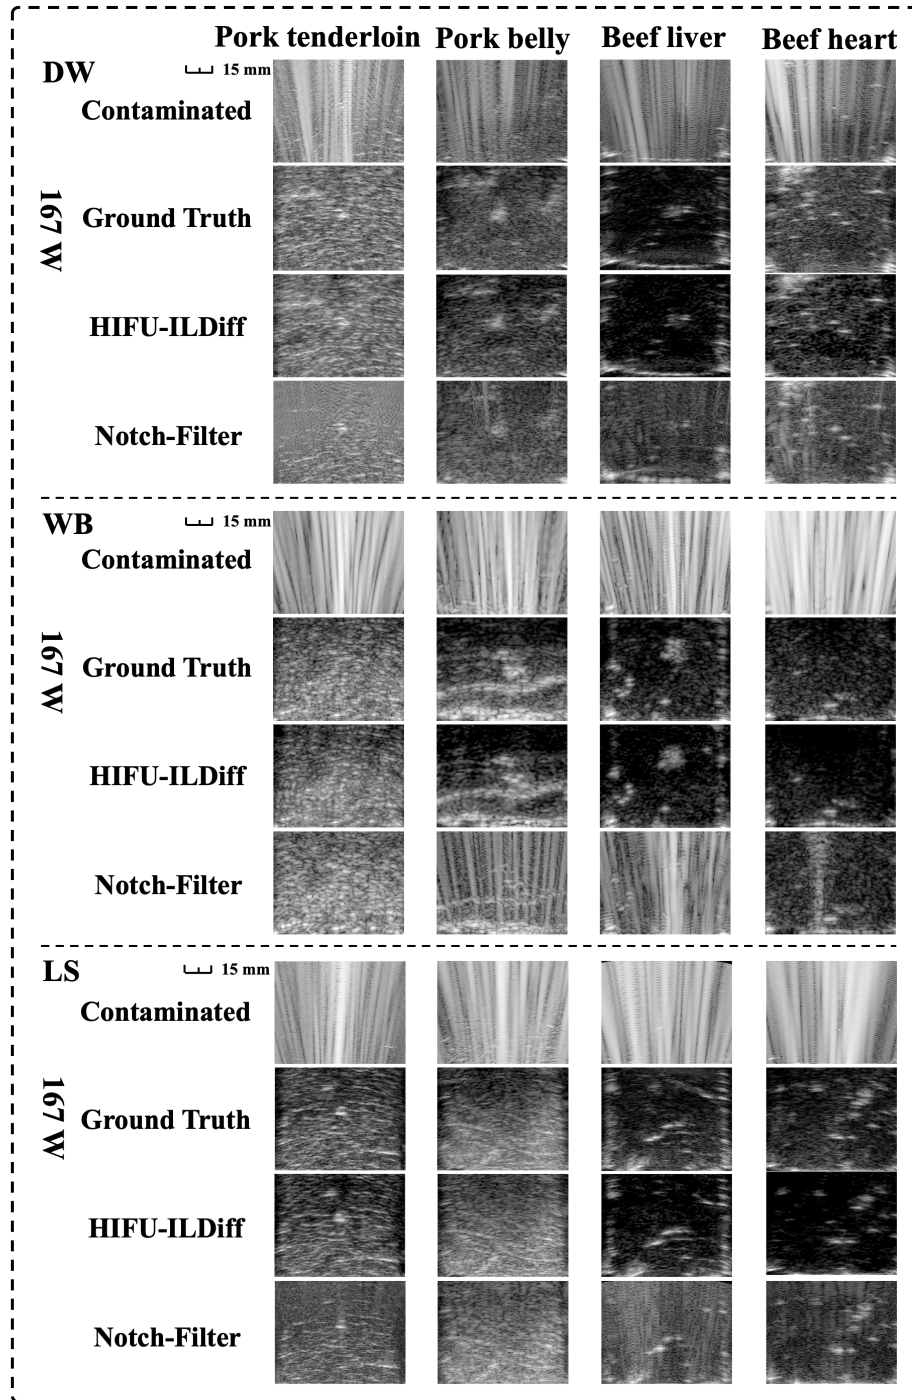 Pork tenderloin Pork belly Beef liver Beef heart
DW 15 mm
Contaminated
167 W
Ground Truth
HIFU-ILDiff
Notch-Filter
WB 15 mm
Contaminated
167 W
Ground Truth
HIFU-ILDiff
Notch-Filter
LS 15 mm
Contaminated
167 W
Ground Truth
HIFU-ILDiff
Notch-Filter